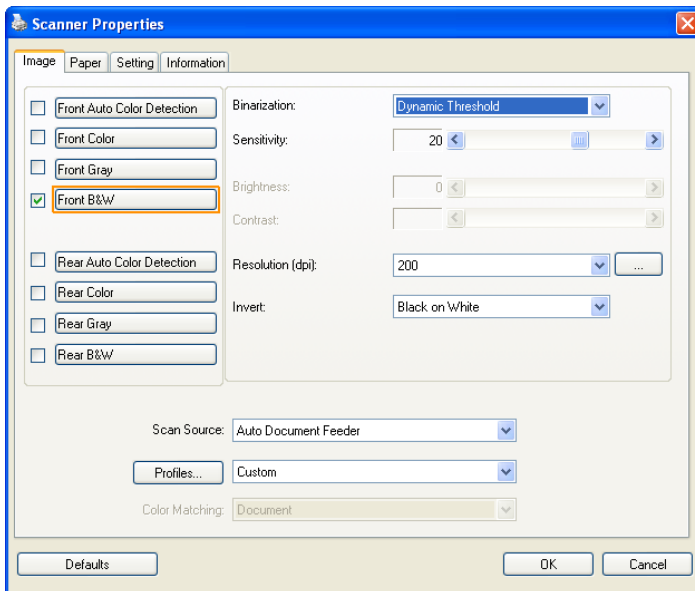 Scanner Properties
Image Paper Setting Information
Front Auto Color Detection
Front Color
Front Gray
Front B&W
Rear Auto Color Detection
Rear Color
Rear Gray
Rear B&W
Binarization: Dynamic Threshold
Sensitivity: 20
Brightness: 0
Contrast:
Resolution (dpi): 200 ...
Invert: Black on White
Scan Source: Auto Document Feeder
Profiles... Custom
Color Matching: Document
Defaults OK Cancel